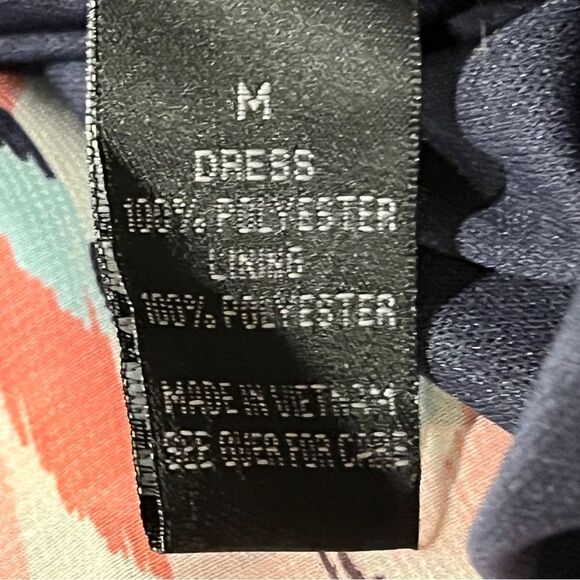 M
DRESS
100% POLYESTER
LINING
100% POLYESTER
MADE IN VIETNAM
SEE OVER FOR CARE